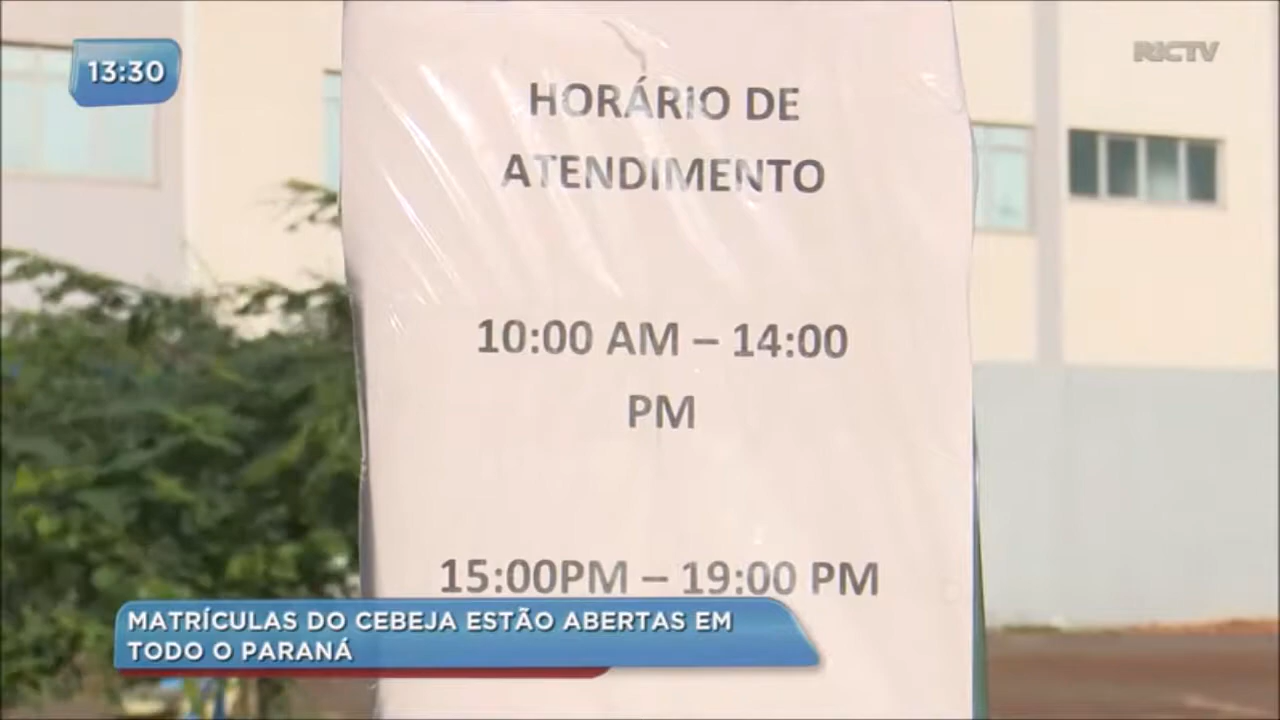 13:30
RICTV
HORÁRIO DE
ATENDIMENTO
10:00 AM – 14:00
PM
15:00PM – 19:00 PM
MATRÍCULAS DO CEBEJA ESTÃO ABERTAS EM
TODO O PARANÁ